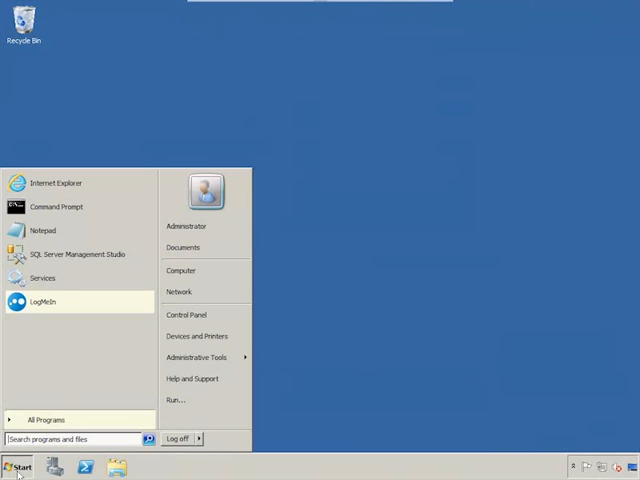 Recycle Bin
Internet Explorer
Command Prompt
Notepad
SQL Server Management Studio
Services
LogMeIn
All Programs
Search programs and files
Administrator
Documents
Computer
Network
Control Panel
Devices and Printers
Administrative Tools
Help and Support
Run...
Log off
Start